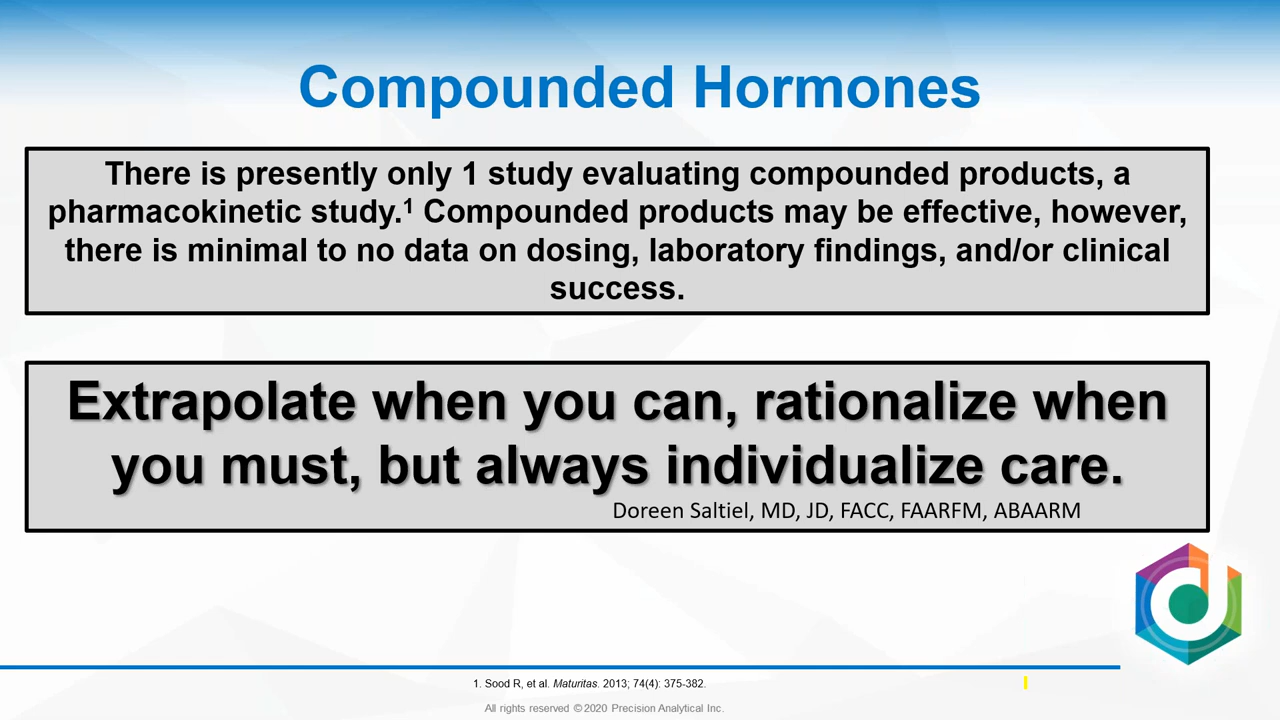 Compounded Hormones
There is presently only 1 study evaluating compounded products, a
pharmacokinetic study.¹ Compounded products may be effective, however,
there is minimal to no data on dosing, laboratory findings, and/or clinical
success.
Extrapolate when you can, rationalize when
you must, but always individualize care.
Doreen Saltiel, MD, JD, FACC, FAARFM, ABAARM
1. Sood R, et al. Maturitas. 2013; 74(4): 375-382.
All rights reserved ©2020 Precision Analytical Inc.